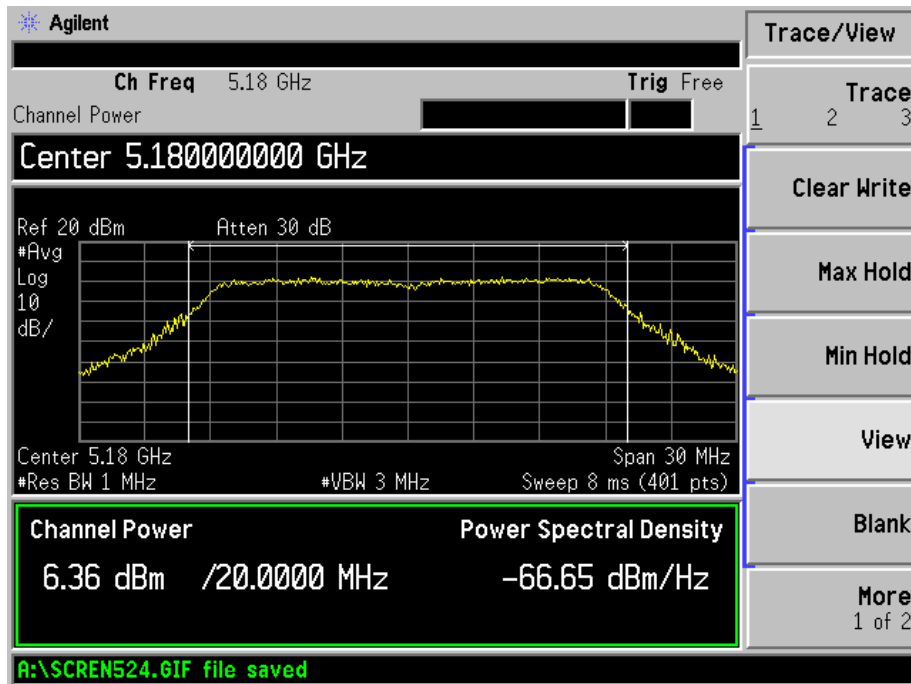 Agilent
Trace/View
Ch Freq 5.18 GHz Trig Free
Channel Power
Center 5.180000000 GHz
Ref 20 dBm Atten 30 dB
#Avg
Log
10
dB/
Center 5.18 GHz Span 30 MHz
#Res BW 1 MHz #VBW 3 MHz Sweep 8 ms (401 pts)
Channel Power Power Spectral Density
6.36 dBm /20.0000 MHz -66.65 dBm/Hz
A:\SCREN524.GIF file saved
Trace
1 2 3
Clear Write
Max Hold
Min Hold
View
Blank
More
1 of 2